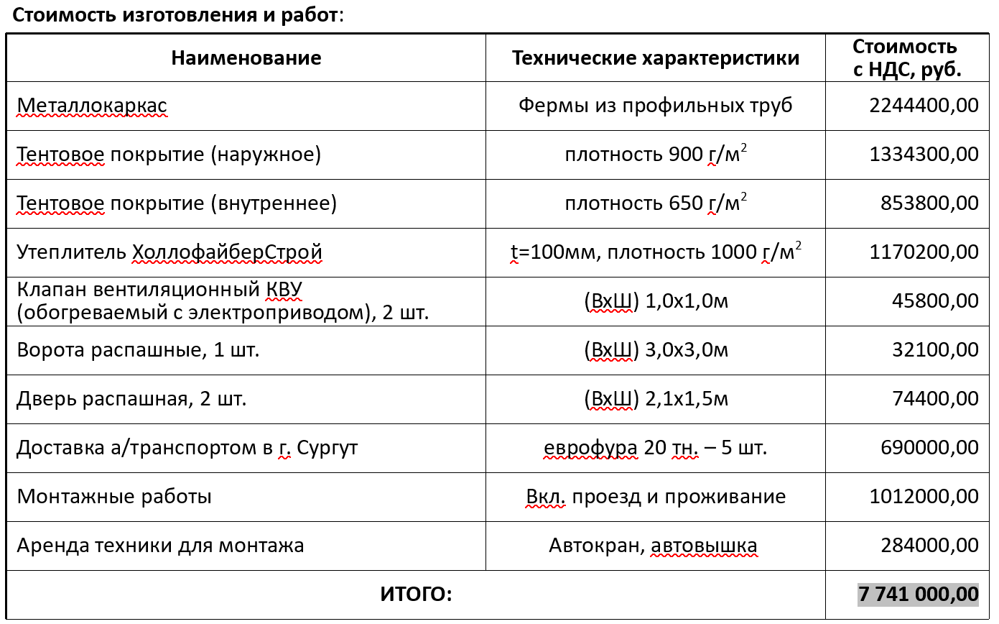 Стоимость изготовления и работ:
Наименование Технические характеристики Стоимость
с НДС, руб.
Металлокаркас Фермы из профильных труб 2244400,00
Тентовое покрытие (наружное) плотность 900 г/м² 1334300,00
Тентовое покрытие (внутреннее) плотность 650 г/м² 853800,00
Утеплитель ХоллофайберСтрой t=100мм, плотность 1000 г/м² 1170200,00
Клапан вентиляционный КВУ
(обогреваемый с электроприводом), 2 шт. (ВхШ) 1,0х1,0м 45800,00
Ворота распашные, 1 шт. (ВхШ) 3,0х3,0м 32100,00
Дверь распашная, 2 шт. (ВхШ) 2,1х1,5м 74400,00
Доставка а/транспортом в г. Сургут еврофура 20 тн. – 5 шт. 690000,00
Монтажные работы Вкл. проезд и проживание 1012000,00
Аренда техники для монтажа Автокран, автовышка 284000,00
ИТОГО: 7 741 000,00